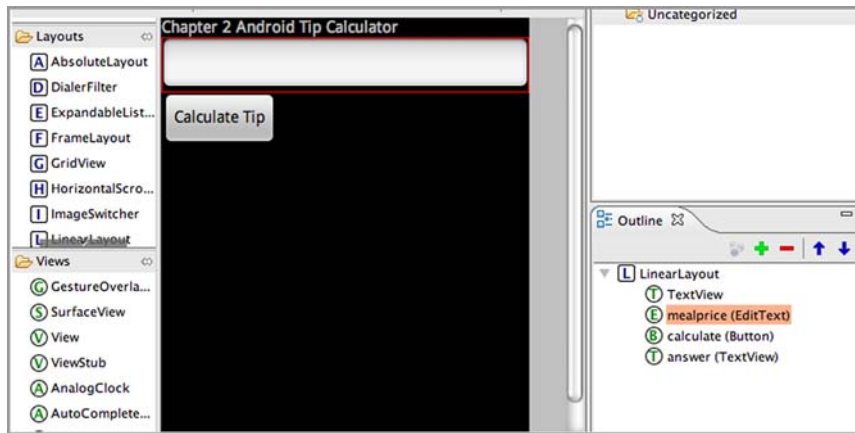 Layouts
A AbsoluteLayout
D DialerFilter
E ExpandableList...
F FrameLayout
G GridView
H HorizontalScro...
I ImageSwitcher
L LinearLayout
Views
G GestureOverla...
S SurfaceView
V View
V ViewStub
A AnalogClock
A AutoComplete...
Chapter 2 Android Tip Calculator
Calculate Tip
Uncategorized
Outline
L LinearLayout
T TextView
E mealprice (EditText)
B calculate (Button)
T answer (TextView)